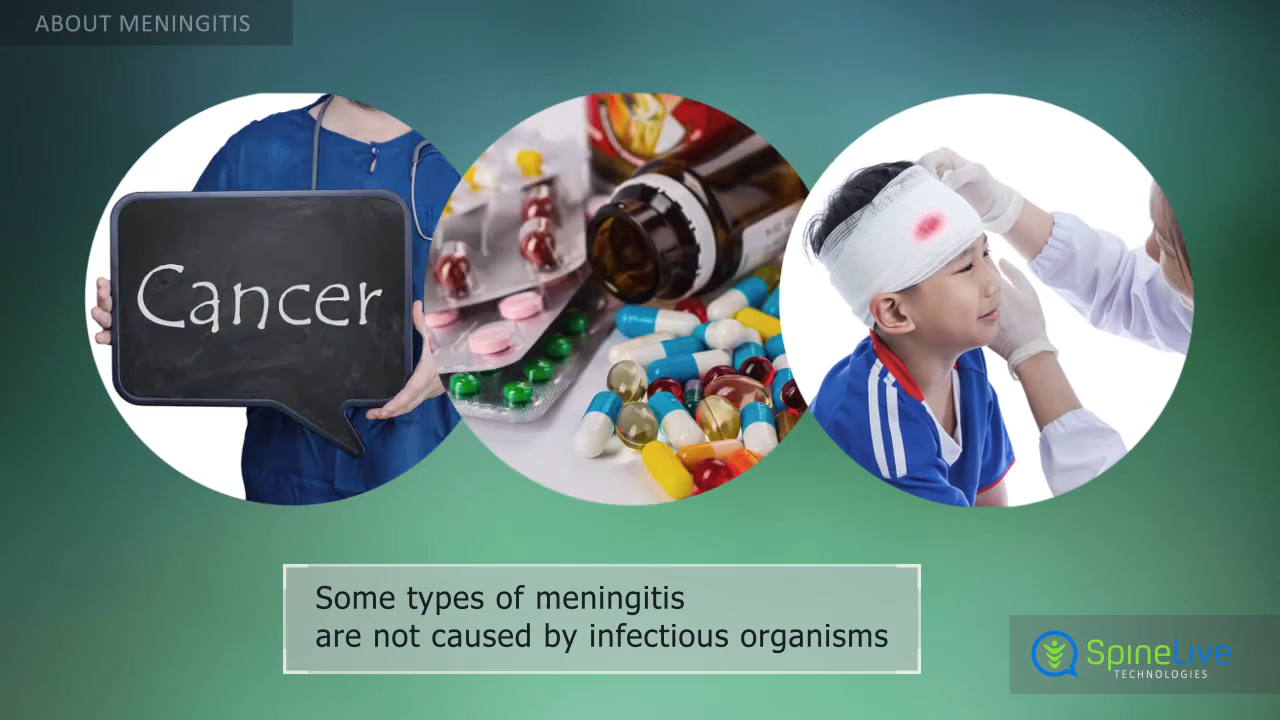 ABOUT MENINGITIS
Cancer
Some types of meningitis
are not caused by infectious organisms
SpineLive
TECHNOLOGIES